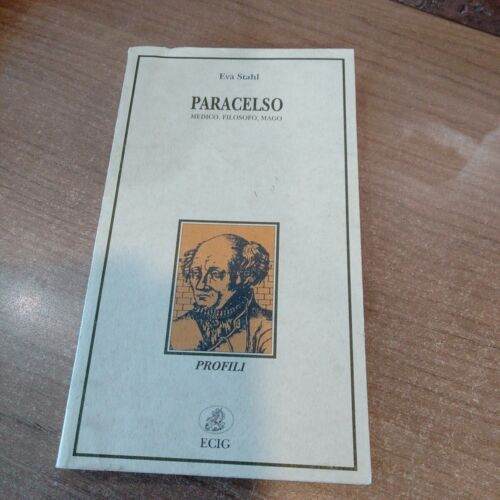 Eva Stahl
PARACELSO
MEDICO, FILOSOFO, MAGO
PROFILI
ECIG